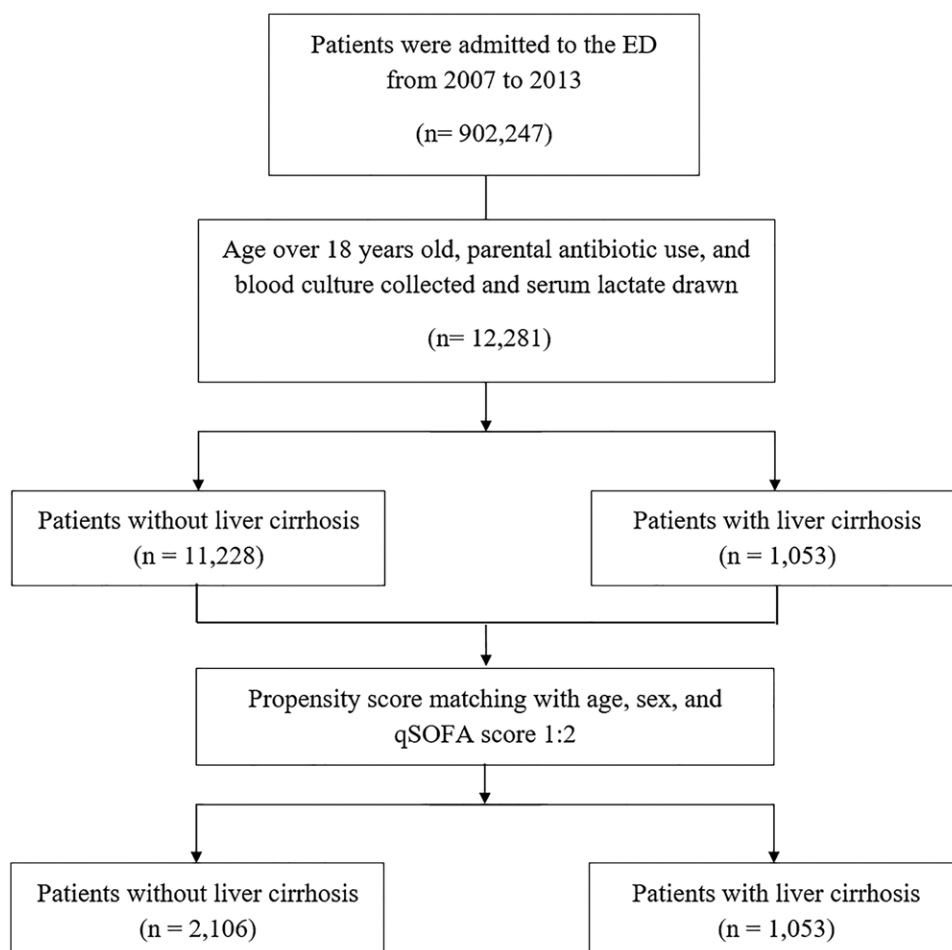 Patients were admitted to the ED
from 2007 to 2013
(n= 902,247)
Age over 18 years old, parental antibiotic use, and
blood culture collected and serum lactate drawn
(n= 12,281)
Patients without liver cirrhosis
(n = 11,228)
Patients with liver cirrhosis
(n = 1,053)
Propensity score matching with age, sex, and
qSOFA score 1:2
Patients without liver cirrhosis
(n = 2,106)
Patients with liver cirrhosis
(n = 1,053)